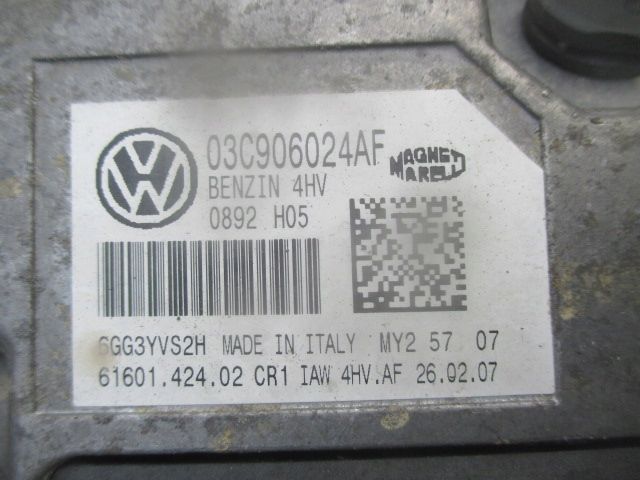 VW
03C906024AF
MAGNETI
MARELLI
BENZIN 4HV
0892 H05
6GG3YVS2H MADE IN ITALY MY2 57 07
61601.424.02 CR1 IAW 4HV.AF 26.02.07